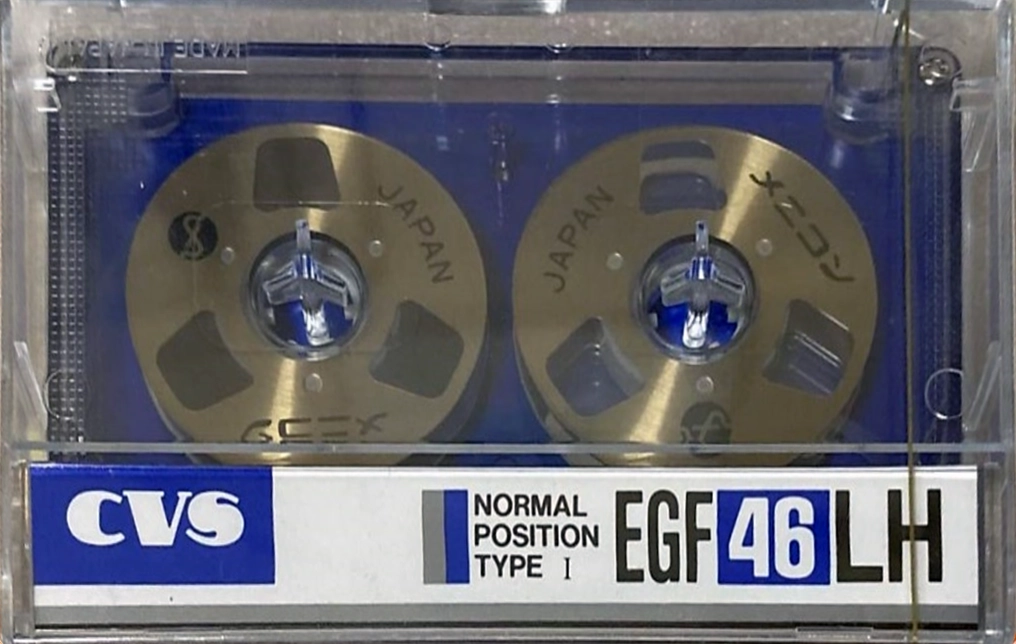 MADE IN JAPAN
JAPAN
JAPAN
CVS
NORMAL
POSITION
TYPE I
EGF 46 LH